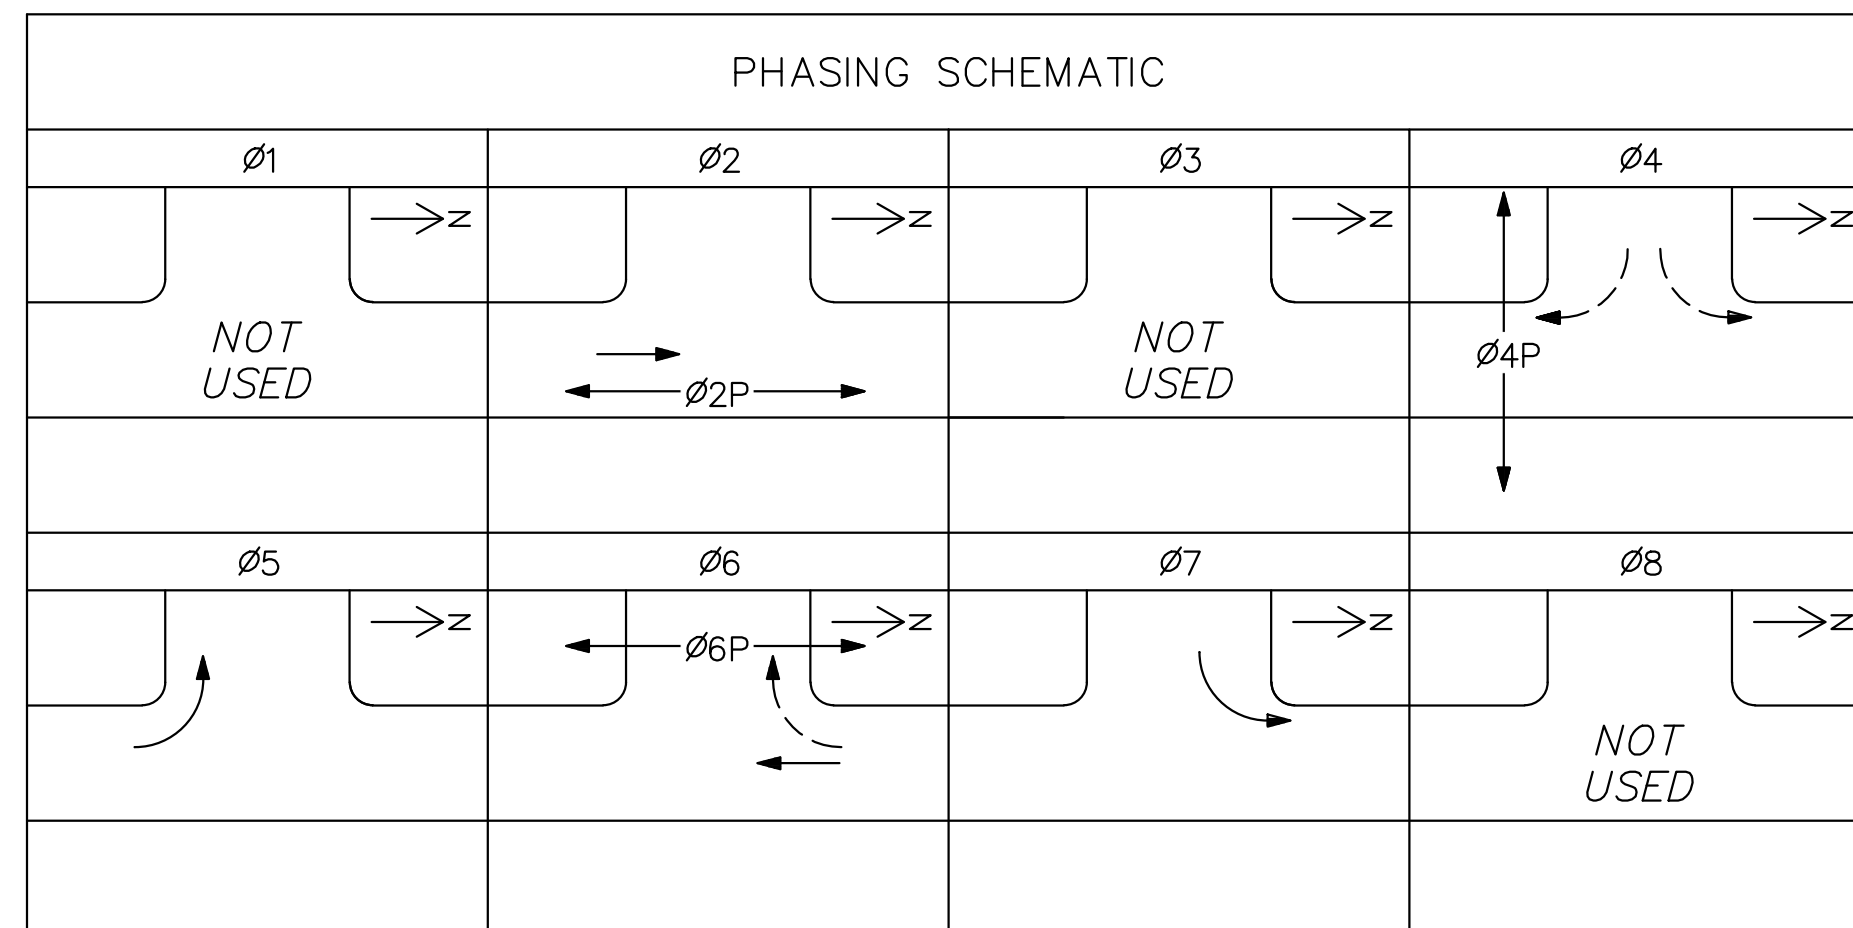 PHASING SCHEMATIC
Ø1 Ø2 Ø3 Ø4
N N N N
NOT
USED
Ø2P
NOT
USED
Ø4P
Ø5 Ø6 Ø7 Ø8
N N N N
Ø6P
NOT
USED